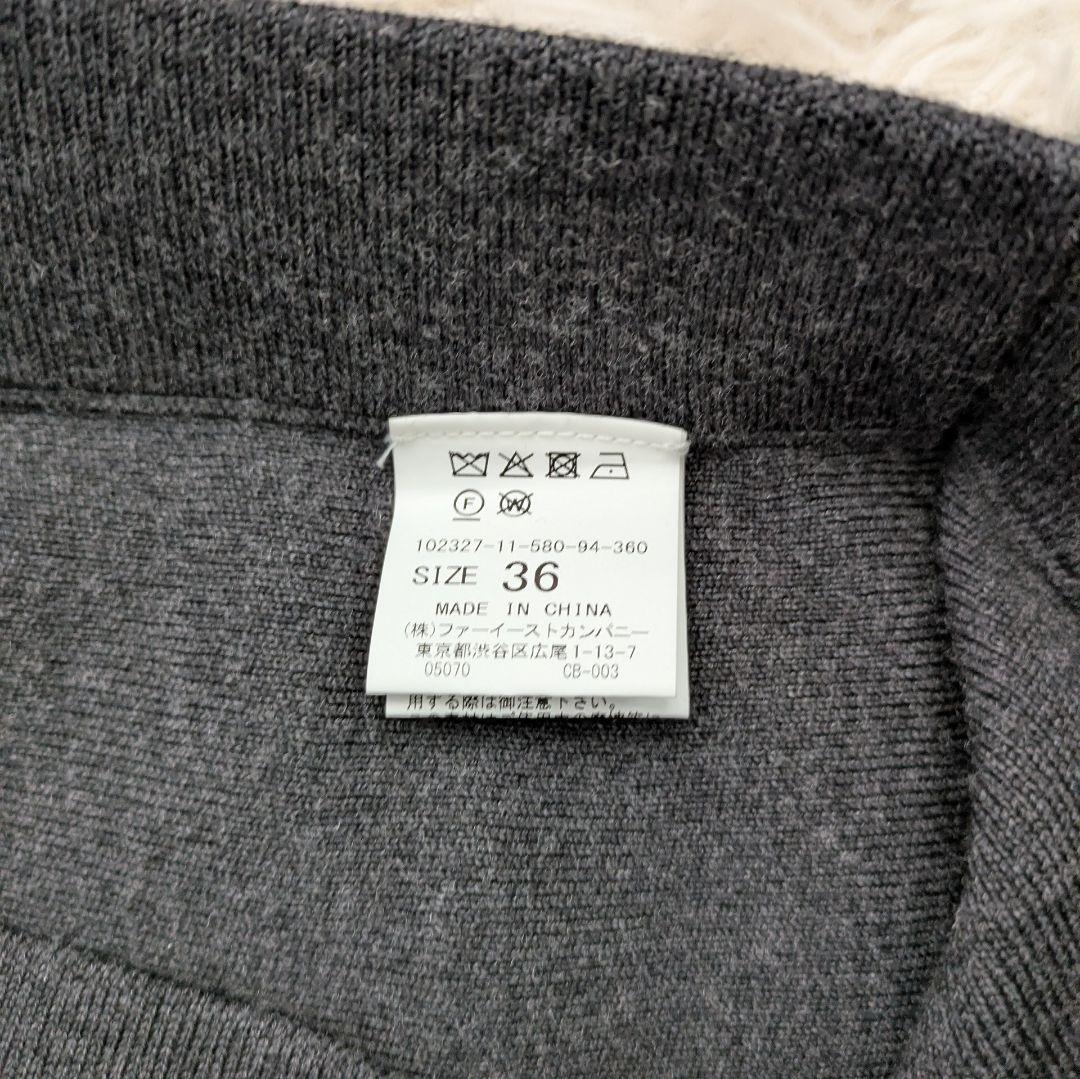 F W
102327-11-580-94-360
SIZE 36
MADE IN CHINA
(株)ファーイーストカンパニー
東京都渋谷区広尾1-13-7
05070 CB-003
用する際は御注意下さい。